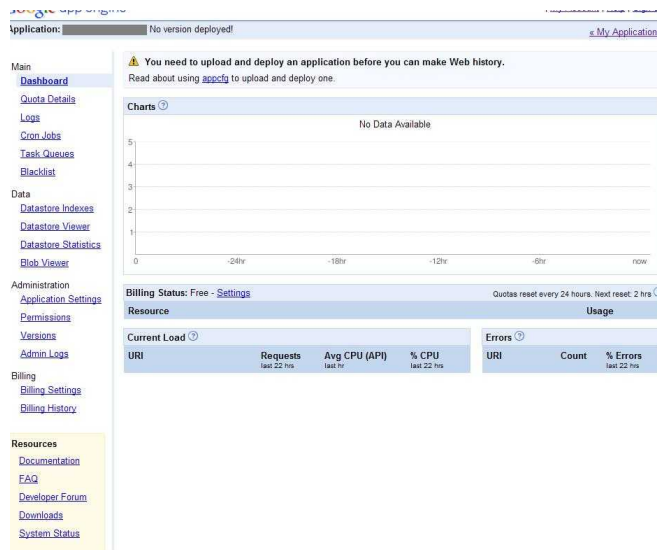 Google app engine
Application: No version deployed!
« My Application
Main
Dashboard
Quota Details
Logs
Cron Jobs
Task Queues
Blacklist
Data
Datastore Indexes
Datastore Viewer
Datastore Statistics
Blob Viewer
Administration
Application Settings
Permissions
Versions
Admin Logs
Billing
Billing Settings
Billing History
Resources
Documentation
FAQ
Developer Forum
Downloads
System Status
You need to upload and deploy an application before you can make Web history.
Read about using appcfg to upload and deploy one.
Charts ?
No Data Available
5
4
3
2
1
0 -24hr -18hr -12hr -6hr now
Billing Status: Free - Settings Quotas reset every 24 hours. Next reset: 2 hrs
Resource Usage
Current Load ?
URI Requests Avg CPU (API) % CPU
last 22 hrs last hr last 22 hrs
Errors ?
URI Count % Errors
last 22 hrs